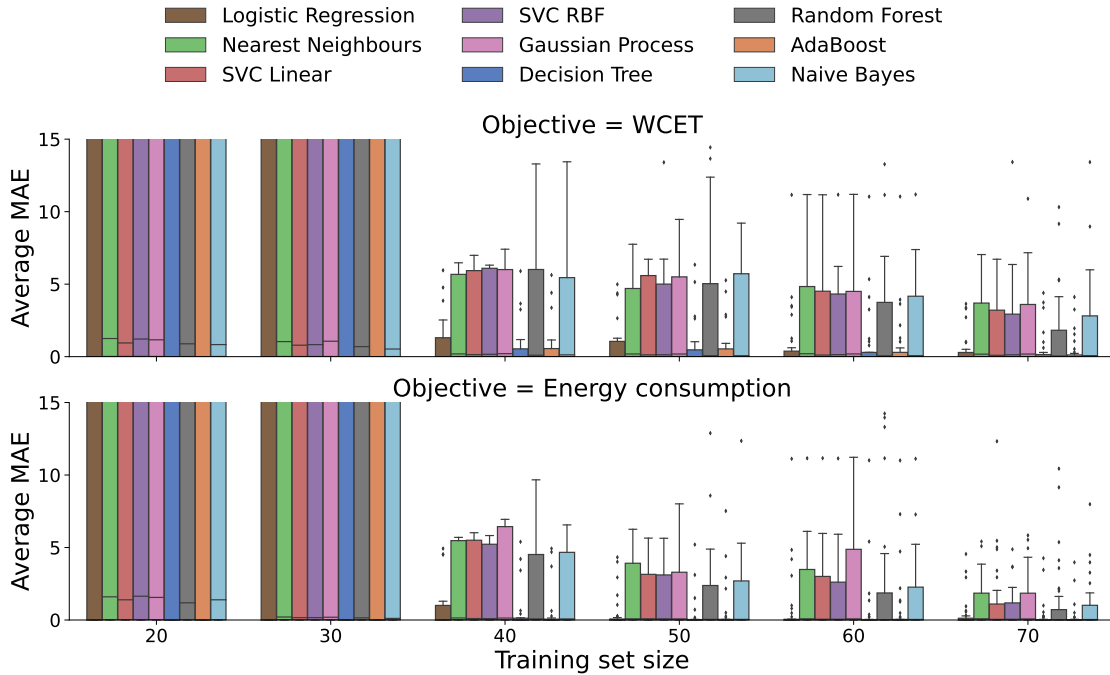 Logistic Regression
Nearest Neighbours
SVC Linear
SVC RBF
Gaussian Process
Decision Tree
Random Forest
AdaBoost
Naive Bayes
Objective = WCET
Average MAE
15
10
5
0
Objective = Energy consumption
Average MAE
15
10
5
0
20 30 40 50 60 70
Training set size